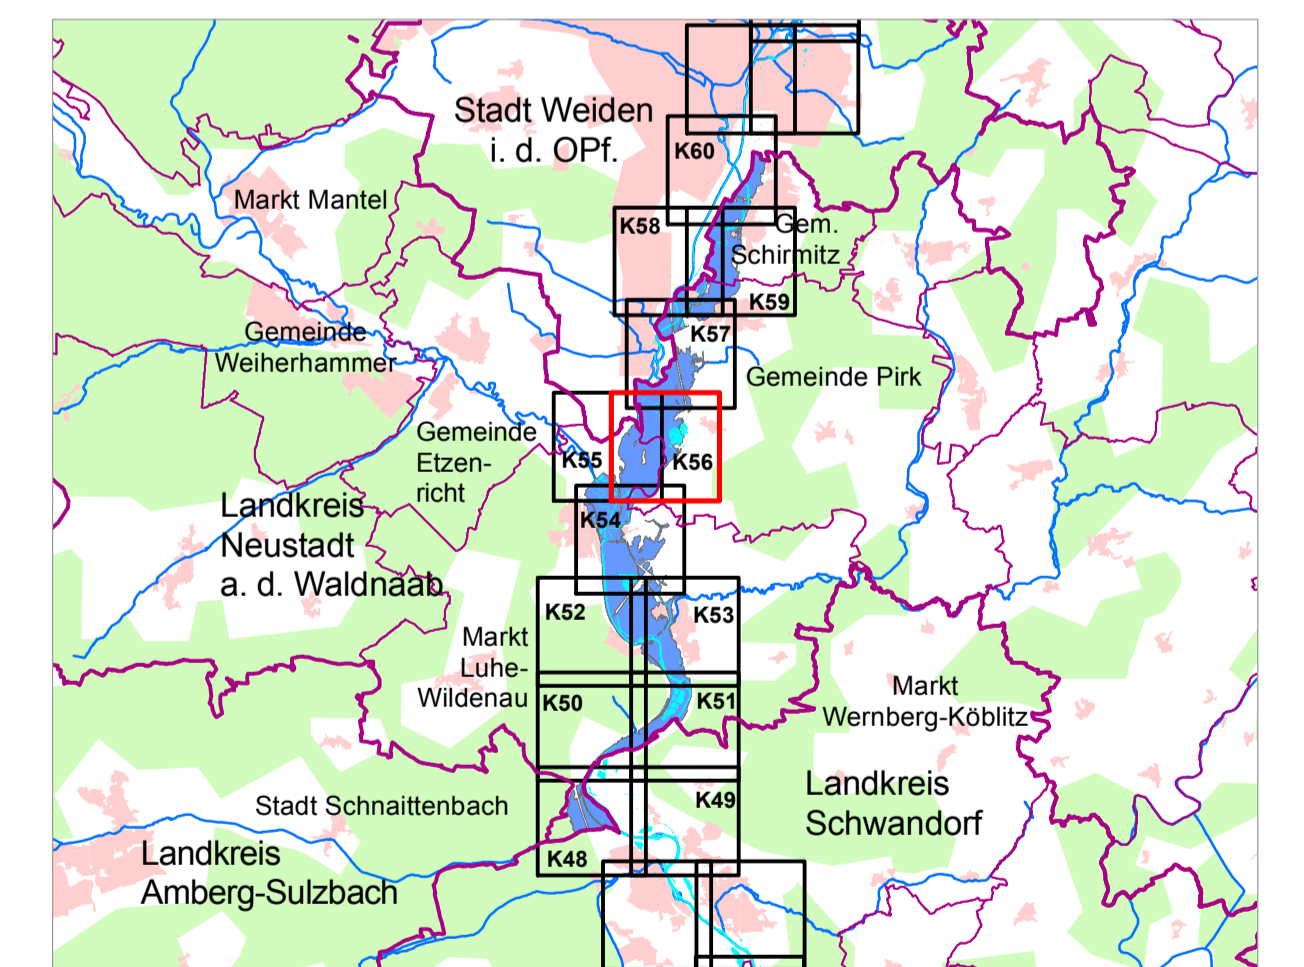 Stadt Weiden
i. d. OPf.
K60
Markt Mantel
K58
Gem.
Schirmitz
K59
Gemeinde
Weiherhammer
K57
Gemeinde Pirk
Gemeinde
Etzen-
richt
K55
K56
Landkreis
Neustadt
a. d. Waldnaab
K54
K52
K53
Markt
Luhe-
Wildenau
K50
K51
Markt
Wernberg-Köblitz
Landkreis
Schwandorf
Stadt Schnaittenbach
K49
Landkreis
Amberg-Sulzbach
K48